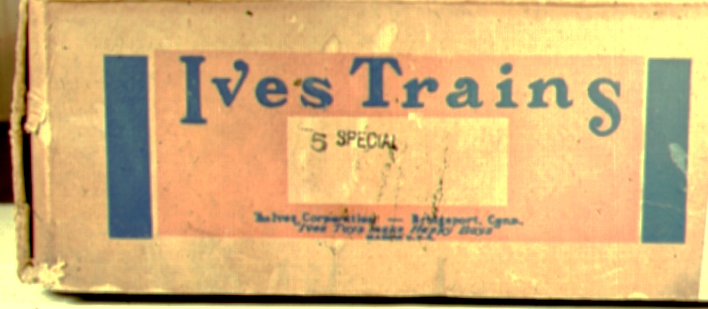 Ives Trains
5 SPECIAL
The Ives Corporation — Bridgeport, Conn.
"Ives Toys Make Happy Boys"